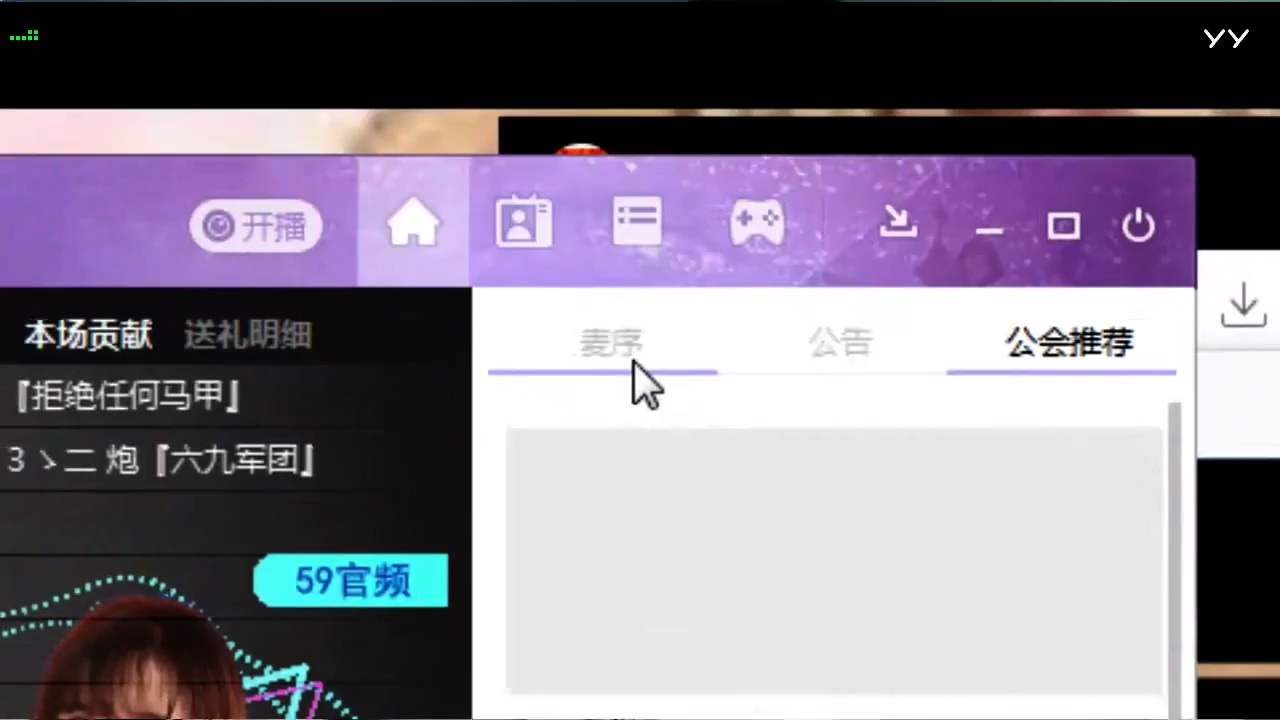 YY
开播
本场贡献 送礼明细
麦序 公告 公会推荐
『拒绝任何马甲』
3 ヽ二 炮『六九军团』
59官频